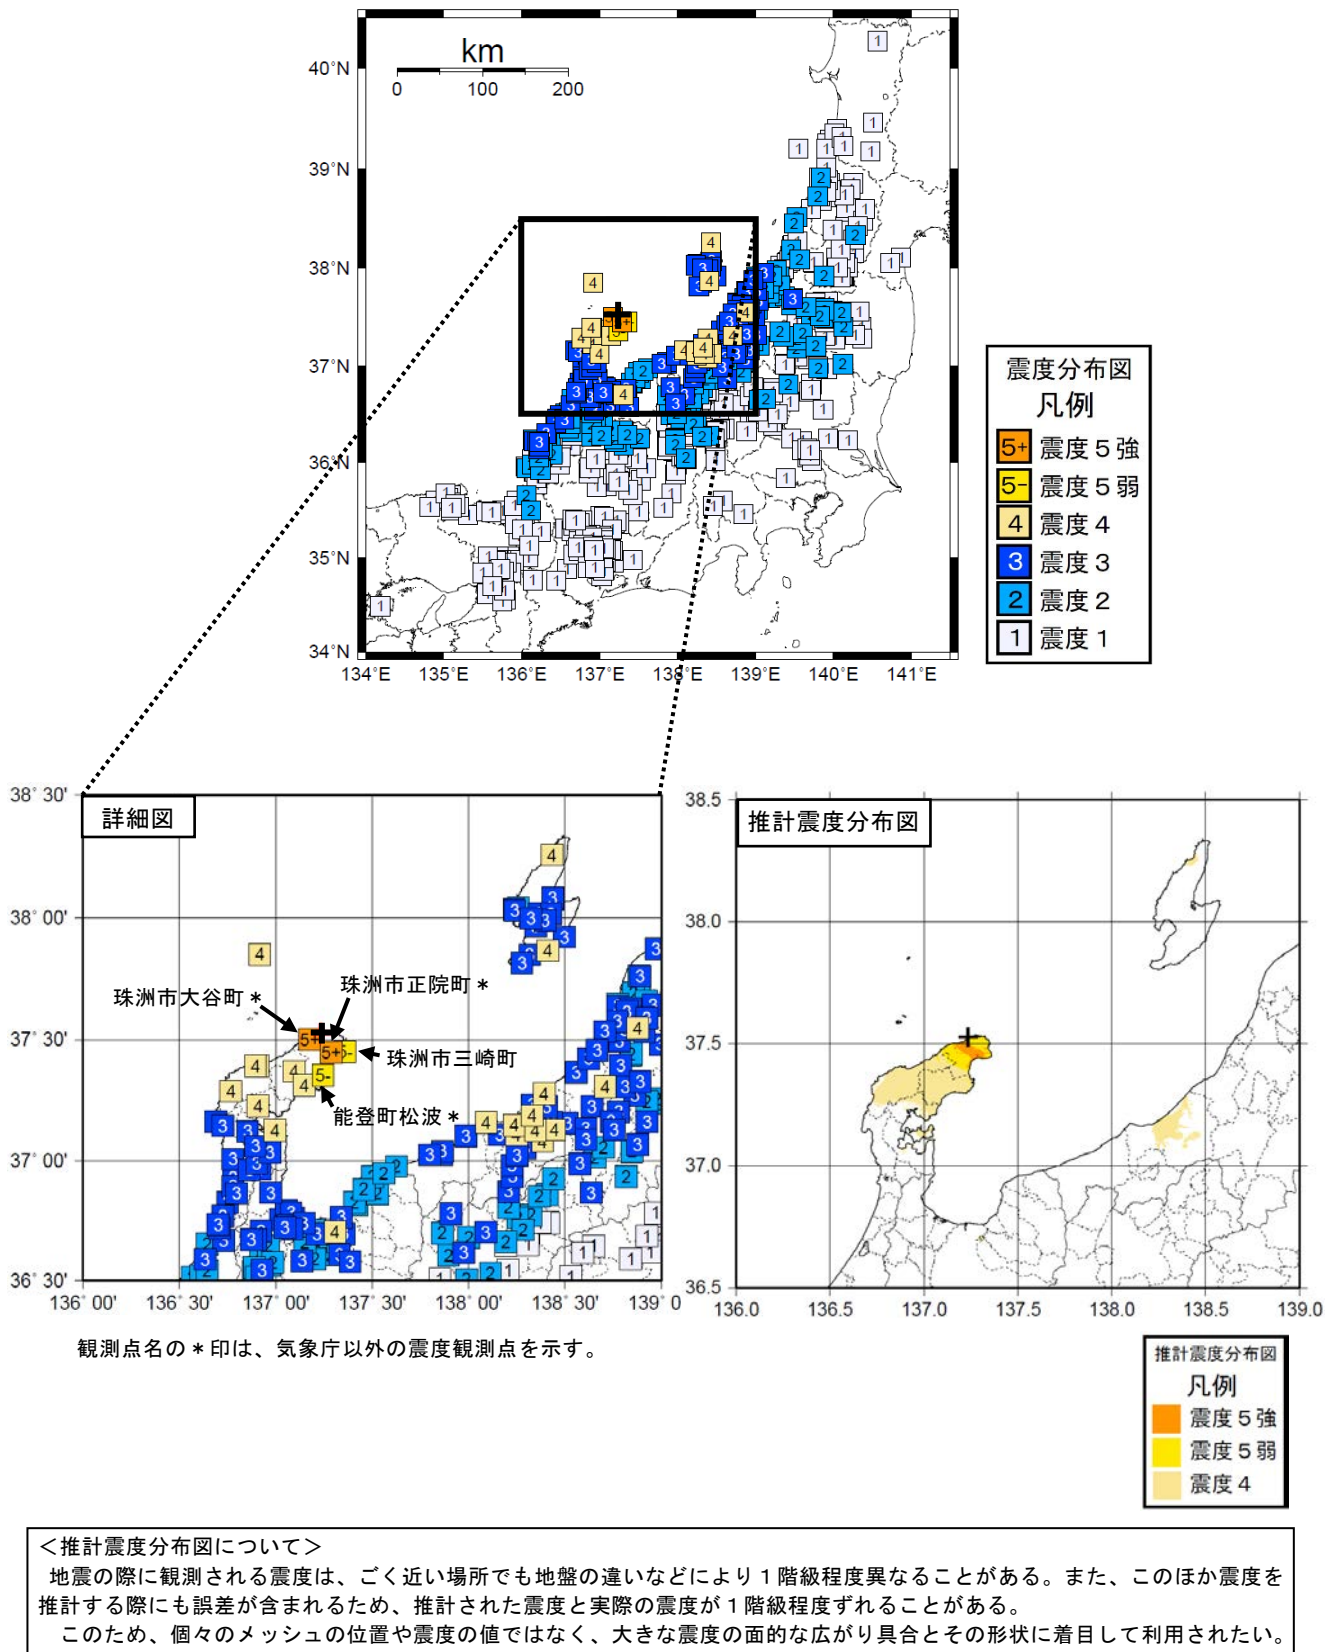 km
0 100 200
40°N
39°N
38°N
37°N
36°N
35°N
34°N
134°E 135°E 136°E 137°E 138°E 139°E 140°E 141°E
震度分布図
凡例
5+ 震度５強
5- 震度５弱
4 震度４
3 震度３
2 震度２
1 震度１
詳細図
38° 30'
38° 00'
37° 30'
37° 00'
36° 30'
136° 00' 136° 30' 137° 00' 137° 30' 138° 00' 138° 30' 139° 0
珠洲市大谷町＊
珠洲市正院町＊
珠洲市三崎町
能登町松波＊
観測点名の＊印は、気象庁以外の震度観測点を示す。
推計震度分布図
38.5
38.0
37.5
37.0
36.5
136.0 136.5 137.0 137.5 138.0 138.5 139.0
推計震度分布図
凡例
震度５強
震度５弱
震度４
＜推計震度分布図について＞
地震の際に観測される震度は、ごく近い場所でも地盤の違いなどにより１階級程度異なることがある。また、このほか震度を
推計する際にも誤差が含まれるため、推計された震度と実際の震度が１階級程度ずれることがある。
このため、個々のメッシュの位置や震度の値ではなく、大きな震度の面的な広がり具合とその形状に着目して利用されたい。